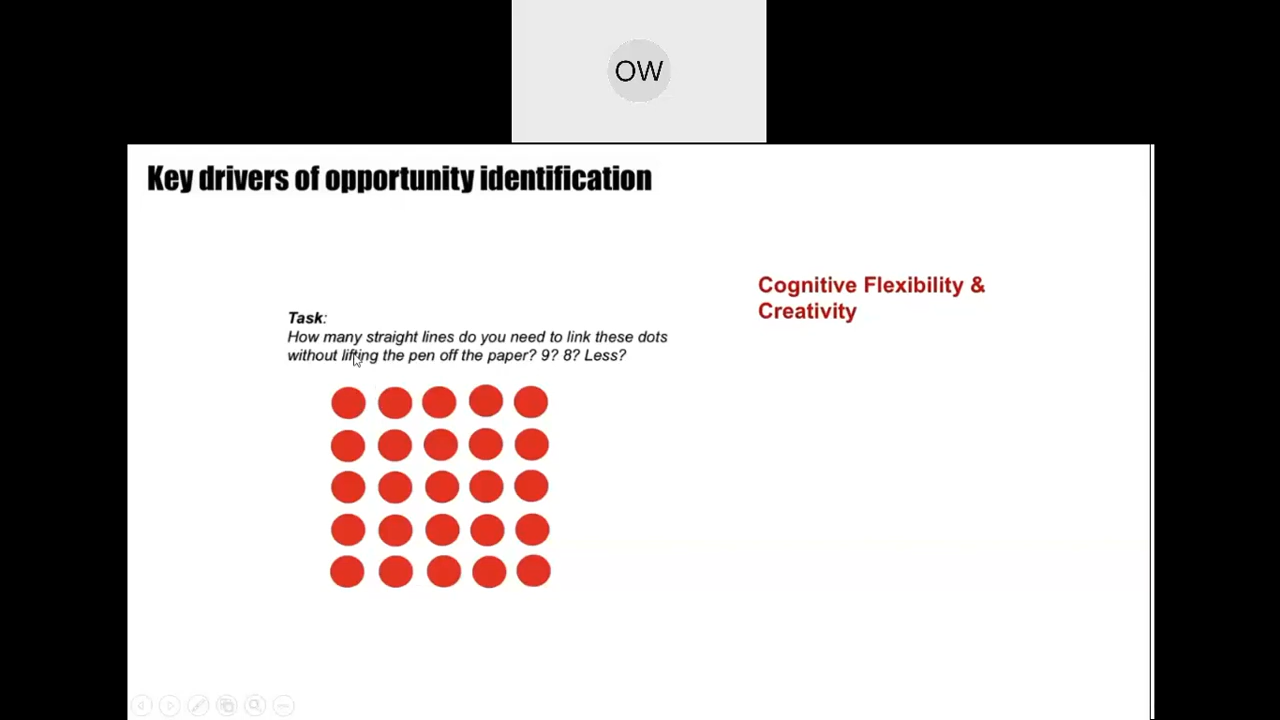 OW
Key drivers of opportunity identification
Cognitive Flexibility &
Creativity
Task:
How many straight lines do you need to link these dots
without lifting the pen off the paper? 9? 8? Less?